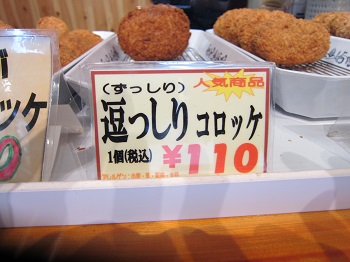 (ずっしり)
人気商品
逗っしりコロッケ
1個(税込) ¥110
ロッケ